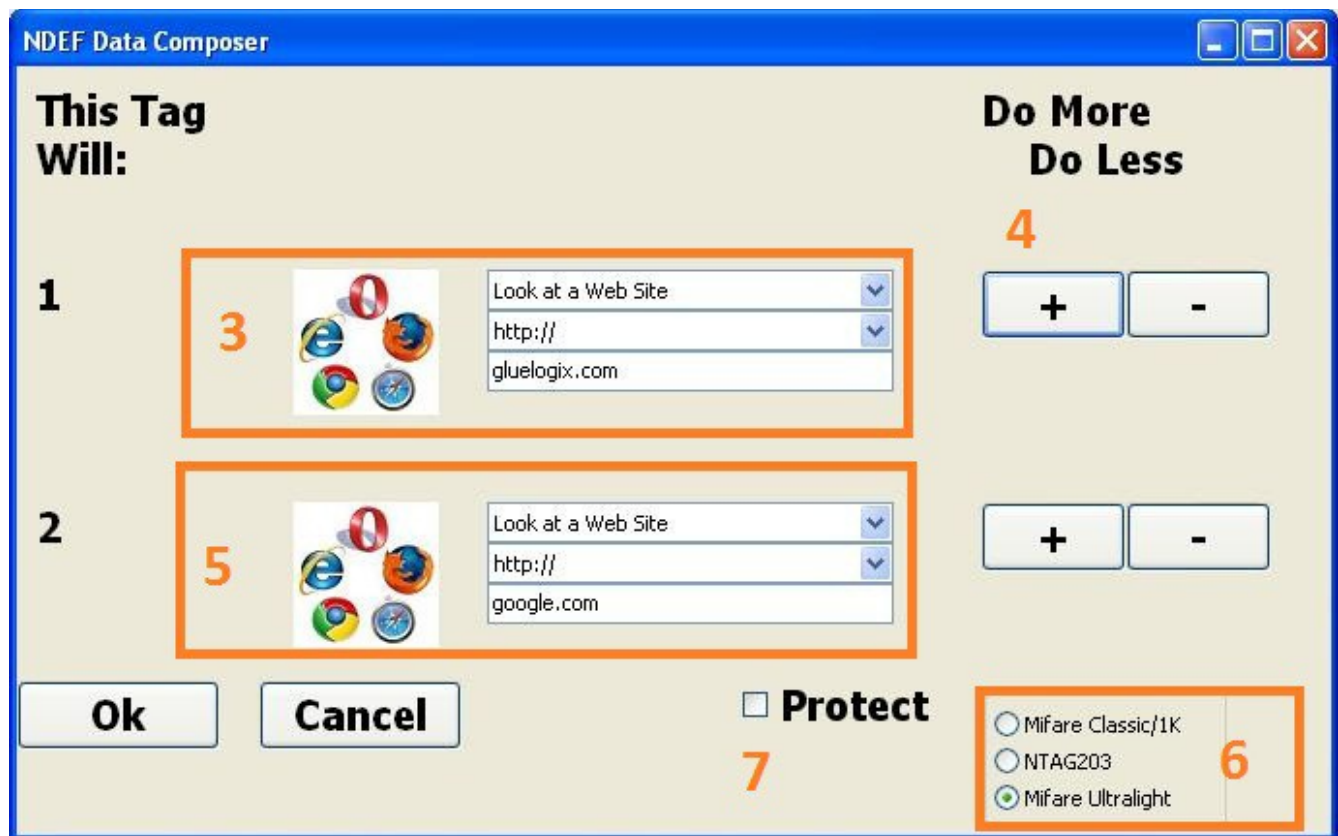 NDEF Data Composer
This Tag
Will:
Do More
Do Less
4
1
3
Look at a Web Site
http://
gluelogix.com
+
-
2
5
Look at a Web Site
http://
google.com
+
-
Ok
Cancel
Protect
7
Mifare Classic/1K
NTAG203
Mifare Ultralight
6